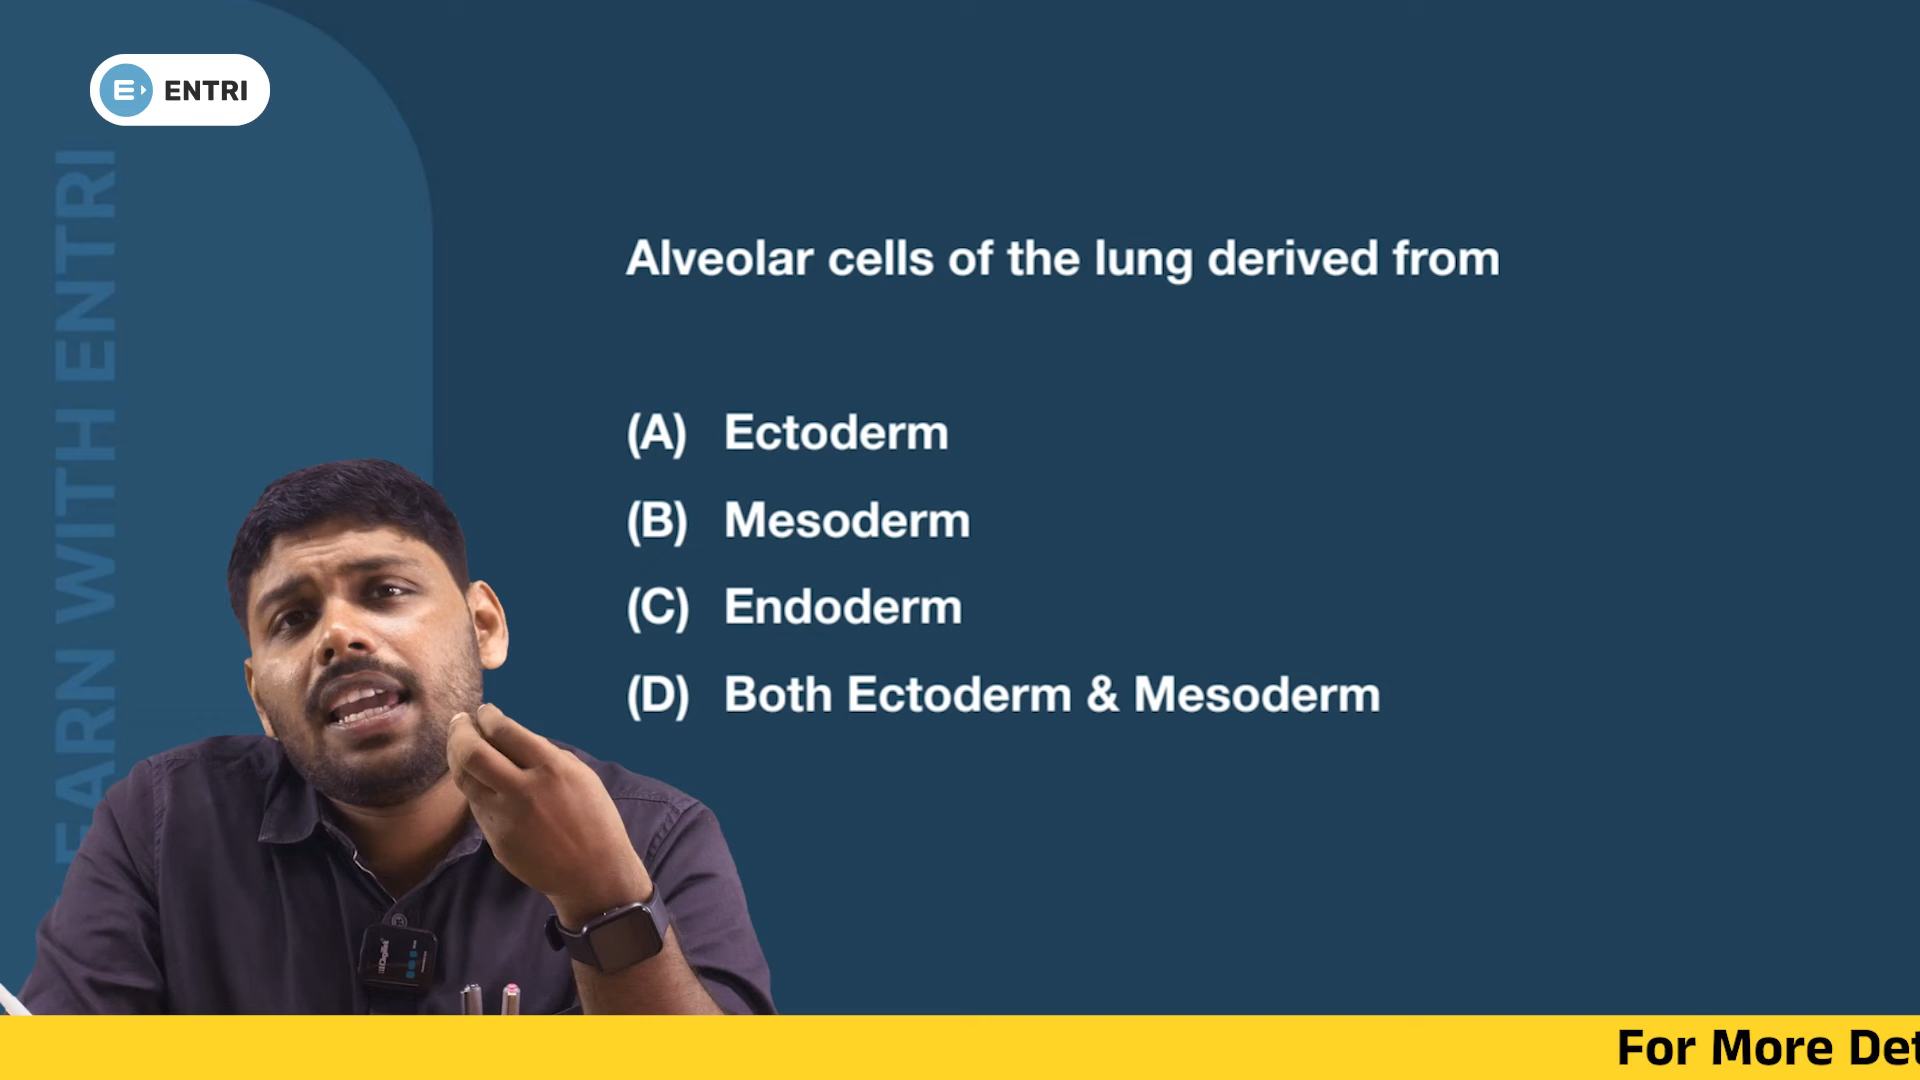 ENTRI
EARN WITH ENTRI
Alveolar cells of the lung derived from
(A) Ectoderm
(B) Mesoderm
(C) Endoderm
(D) Both Ectoderm & Mesoderm
For More Det